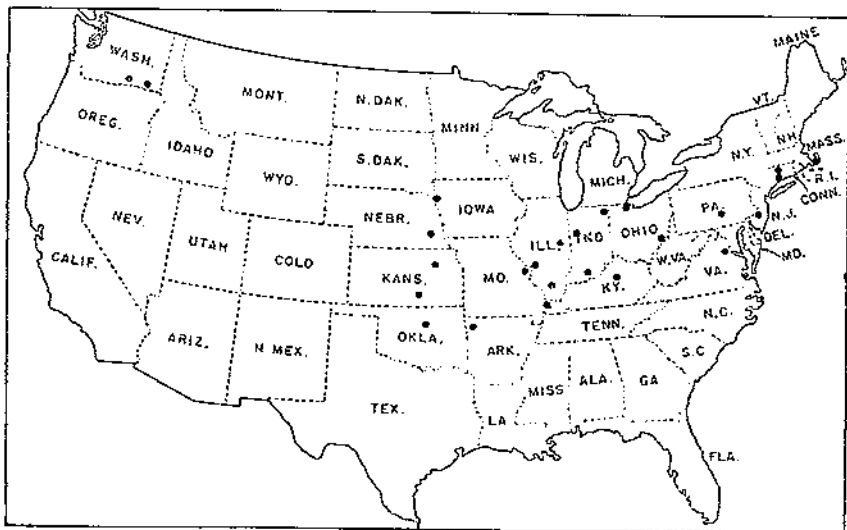 WASH.
MAINE
MONT.
N.DAK.
MINN
VT.
OREG.
NH
IDAHO
WIS.
N.Y.
MASS.
S.DAK.
MICH.
R.I.
WYO.
CONN.
IOWA
PA.
N.J.
NEV.
NEBR.
ILL.
IND
OHIO
DEL.
UTAH
W.VA.
CALIF.
COLO
KANS.
MO.
VA.
MD.
KY.
N.C.
ARIZ.
N MEX.
OKLA.
ARK.
TENN.
S.C
TEX.
LA
MISS
ALA.
GA
FLA.